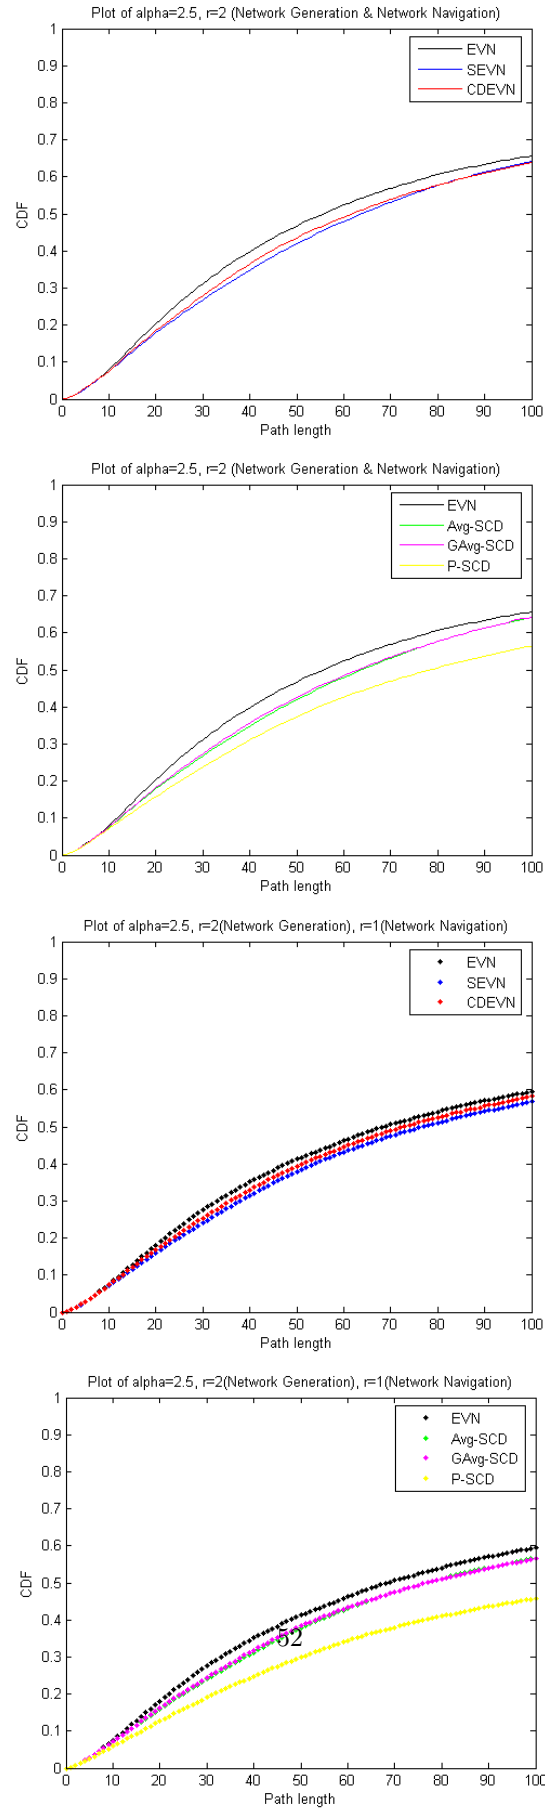 Plot of alpha=2.5, r=2 (Network Generation & Network Navigation)
1
0.9
0.8
0.7
0.6
0.5
0.4
0.3
0.2
0.1
0
CDF
EVN
SEVN
CDEVN
0 10 20 30 40 50 60 70 80 90 100
Path length
Plot of alpha=2.5, r=2 (Network Generation & Network Navigation)
1
0.9
0.8
0.7
0.6
0.5
0.4
0.3
0.2
0.1
0
CDF
EVN
Avg-SCD
GAvg-SCD
P-SCD
0 10 20 30 40 50 60 70 80 90 100
Path length
Plot of alpha=2.5, r=2(Network Generation), r=1(Network Navigation)
1
0.9
0.8
0.7
0.6
0.5
0.4
0.3
0.2
0.1
0
CDF
EVN
SEVN
CDEVN
0 10 20 30 40 50 60 70 80 90 100
Path length
Plot of alpha=2.5, r=2(Network Generation), r=1(Network Navigation)
1
0.9
0.8
0.7
0.6
0.5
0.4
0.3
0.2
0.1
0
CDF
EVN
Avg-SCD
GAvg-SCD
P-SCD
52
0 10 20 30 40 50 60 70 80 90 100
Path length